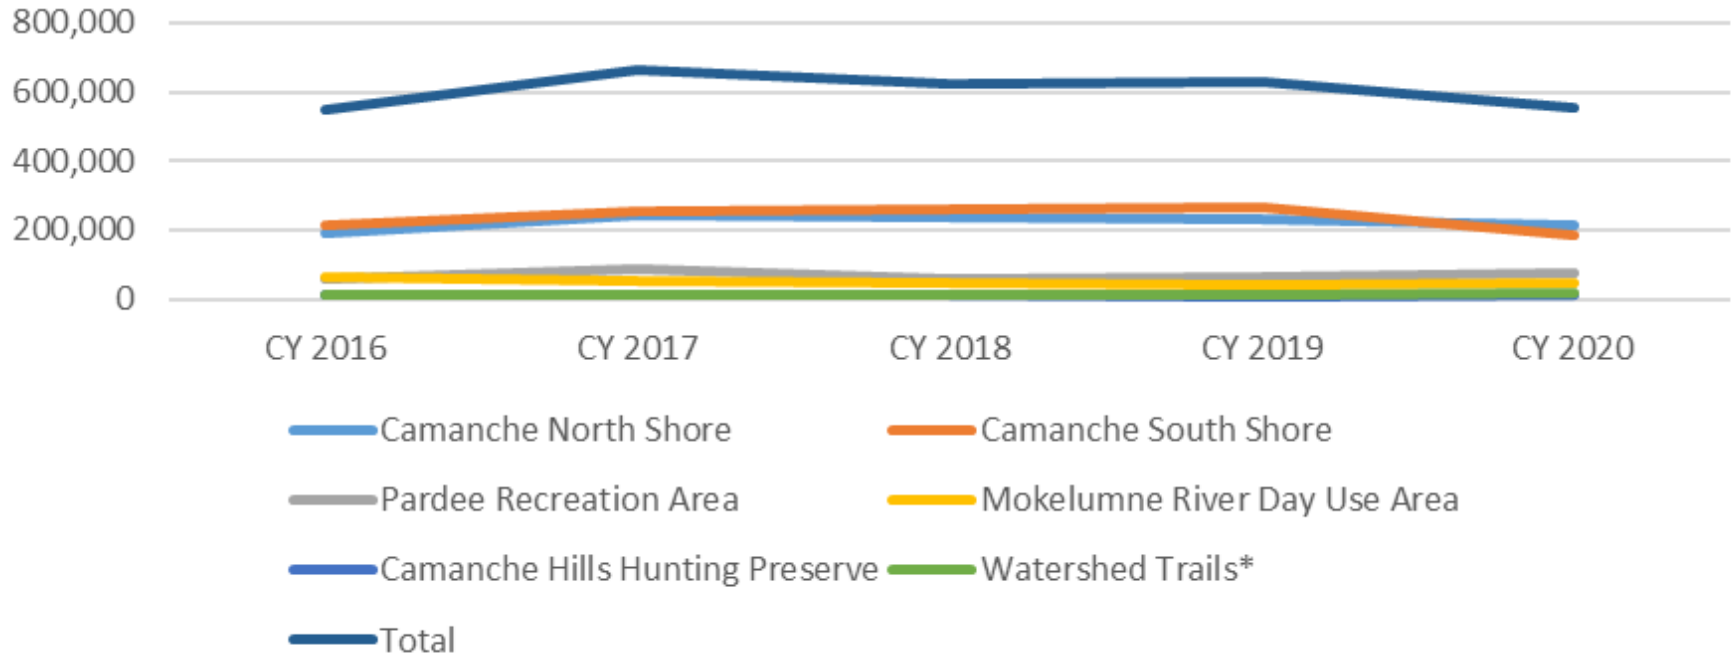 800,000
600,000
400,000
200,000
0
CY 2016 CY 2017 CY 2018 CY 2019 CY 2020
Camanche North Shore Camanche South Shore
Pardee Recreation Area Mokelumne River Day Use Area
Camanche Hills Hunting Preserve Watershed Trails*
Total